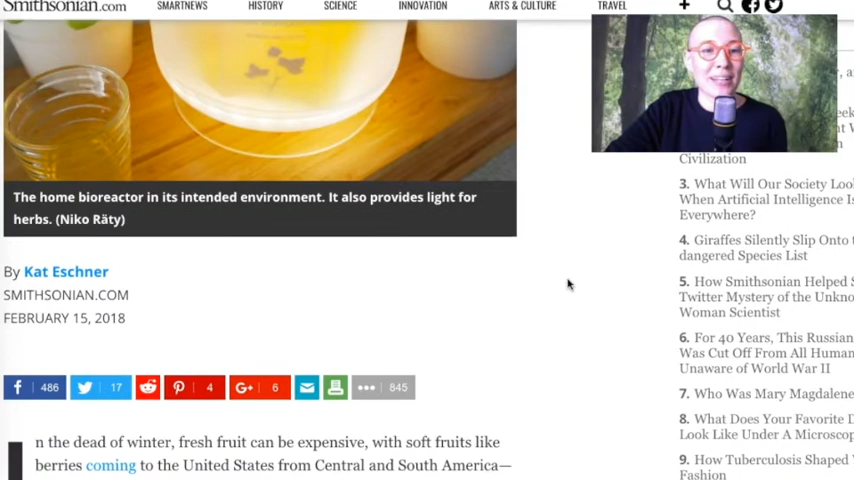 Smithsonian.com
SMARTNEWS HISTORY SCIENCE INNOVATION ARTS & CULTURE TRAVEL +
The home bioreactor in its intended environment. It also provides light for
herbs. (Niko Räty)
By Kat Eschner
SMITHSONIAN.COM
FEBRUARY 15, 2018
f 486 17 4 G+ 6 ••• 845
In the dead of winter, fresh fruit can be expensive, with soft fruits like
berries coming to the United States from Central and South America—
Civilization
3. What Will Our Society
When Artificial Intelligence
Everywhere?
4. Giraffes Silently Slip Onto
dangered Species List
5. How Smithsonian Helped
Twitter Mystery of the
Woman Scientist
6. For 40 Years, This Russian
Was Cut Off From All
Unaware of World War II
7. Who Was Mary Magdalene
8. What Does Your Favorite
Look Like Under A
9. How Tuberculosis Shaped
Fashion